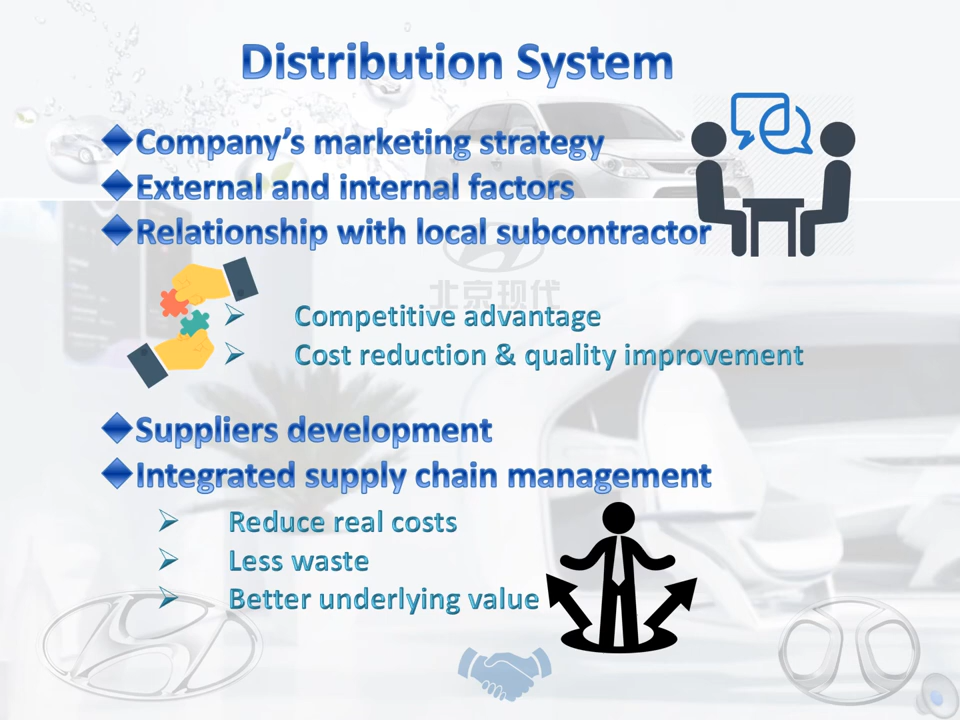 Distribution System
Company’s marketing strategy
External and internal factors
Relationship with local subcontractor
北京现代
Competitive advantage
Cost reduction & quality improvement
Suppliers development
Integrated supply chain management
Reduce real costs
Less waste
Better underlying value